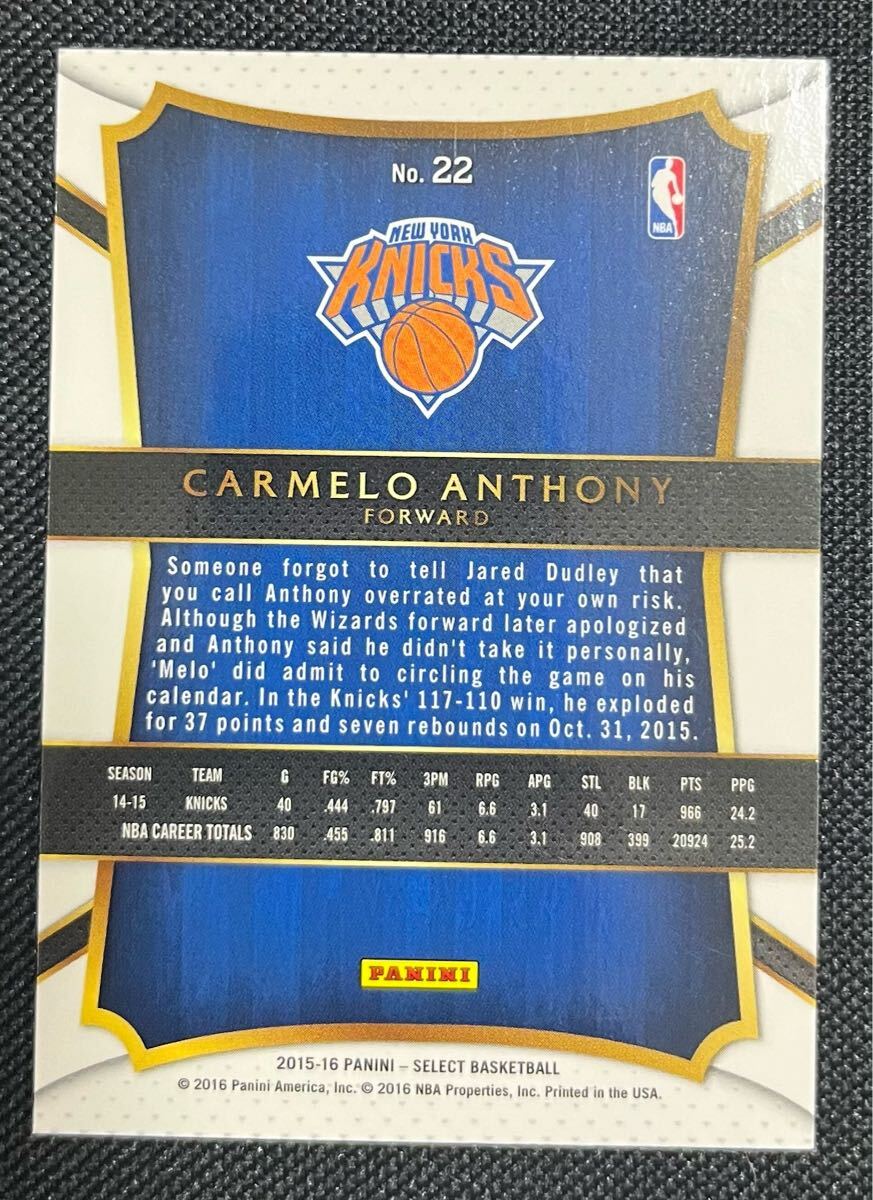 No. 22
NBA
NEW YORK
KNICKS
CARMELO ANTHONY
FORWARD
Someone forgot to tell Jared Dudley that
you call Anthony overrated at your own risk.
Although the Wizards forward later apologized
and Anthony said he didn't take it personally,
'Melo' did admit to circling the game on his
calendar. In the Knicks' 117-110 win, he exploded
for 37 points and seven rebounds on Oct. 31, 2015.
SEASON TEAM G FG% FT% 3PM RPG APG STL BLK PTS PPG
14-15 KNICKS 40 .444 .797 61 6.6 3.1 40 17 966 24.2
NBA CAREER TOTALS 830 .455 .811 916 6.6 3.1 908 399 20924 25.2
PANINI
2015-16 PANINI – SELECT BASKETBALL
© 2016 Panini America, Inc. © 2016 NBA Properties, Inc. Printed in the USA.